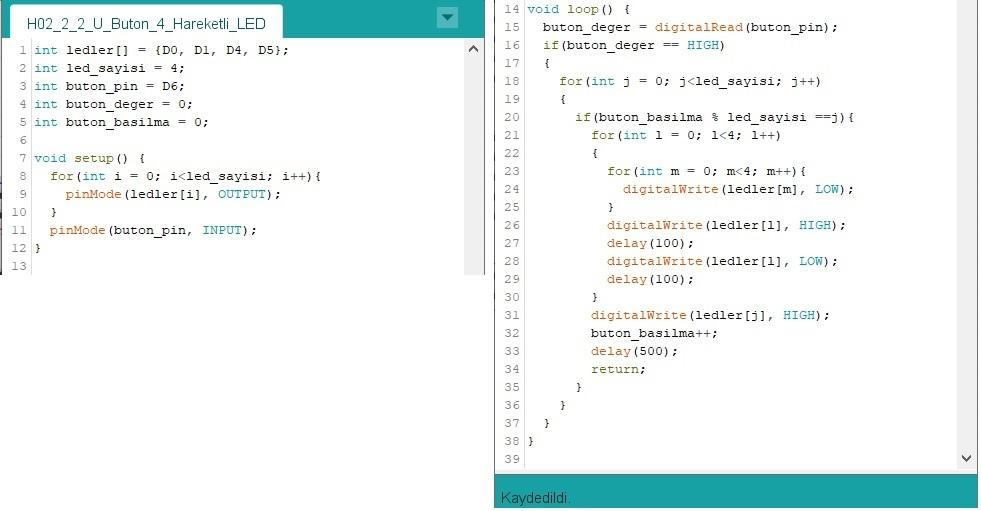 H02_2_2_U_Buton_4_Hareketli_LED
1 int ledler[] = {D0, D1, D4, D5};
2 int led_sayisi = 4;
3 int buton_pin = D6;
4 int buton_deger = 0;
5 int buton_basilma = 0;
6
7 void setup() {
8   for(int i = 0; i<led_sayisi; i++){
9     pinMode(ledler[i], OUTPUT);
10   }
11   pinMode(buton_pin, INPUT);
12 }
13
14 void loop() {
15   buton_deger = digitalRead(buton_pin);
16   if(buton_deger == HIGH)
17   {
18     for(int j = 0; j<led_sayisi; j++)
19     {
20       if(buton_basilma % led_sayisi ==j){
21         for(int l = 0; l<4; l++)
22         {
23           for(int m = 0; m<4; m++){
24             digitalWrite(ledler[m], LOW);
25           }
26           digitalWrite(ledler[l], HIGH);
27           delay(100);
28           digitalWrite(ledler[l], LOW);
29           delay(100);
30         }
31         digitalWrite(ledler[j], HIGH);
32         buton_basilma++;
33         delay(500);
34         return;
35       }
36     }
37   }
38 }
39
Kaydedildi.